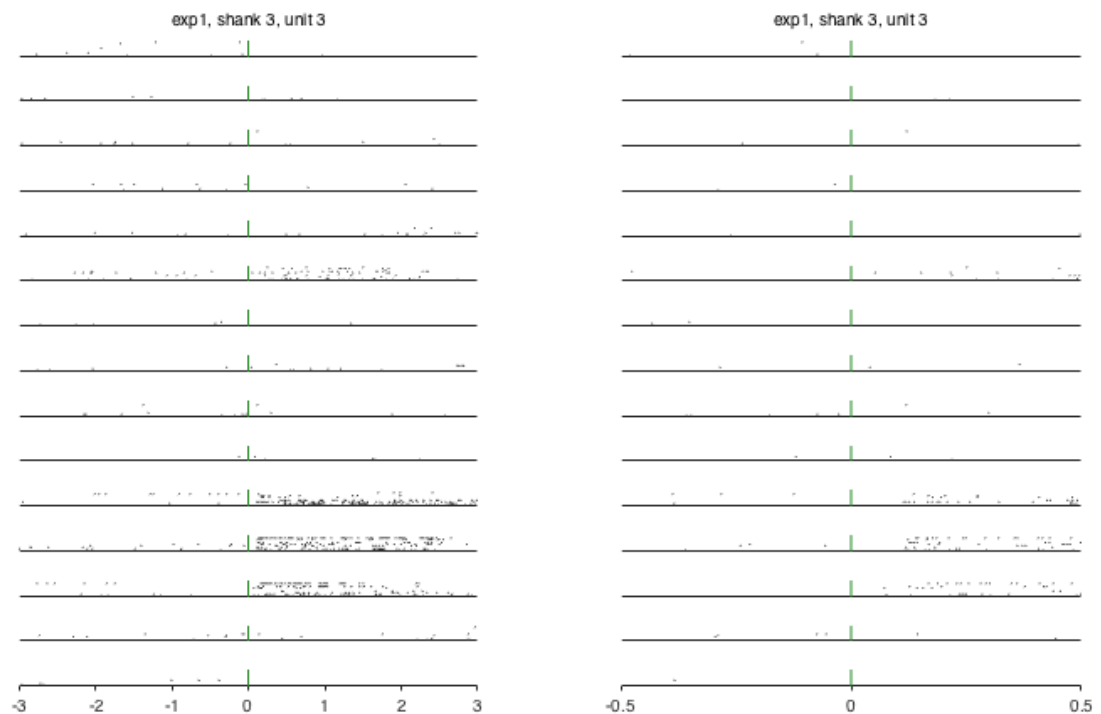 exp1, shank 3, unit 3
exp1, shank 3, unit 3
-3 -2 -1 0 1 2 3
-0.5 0 0.5